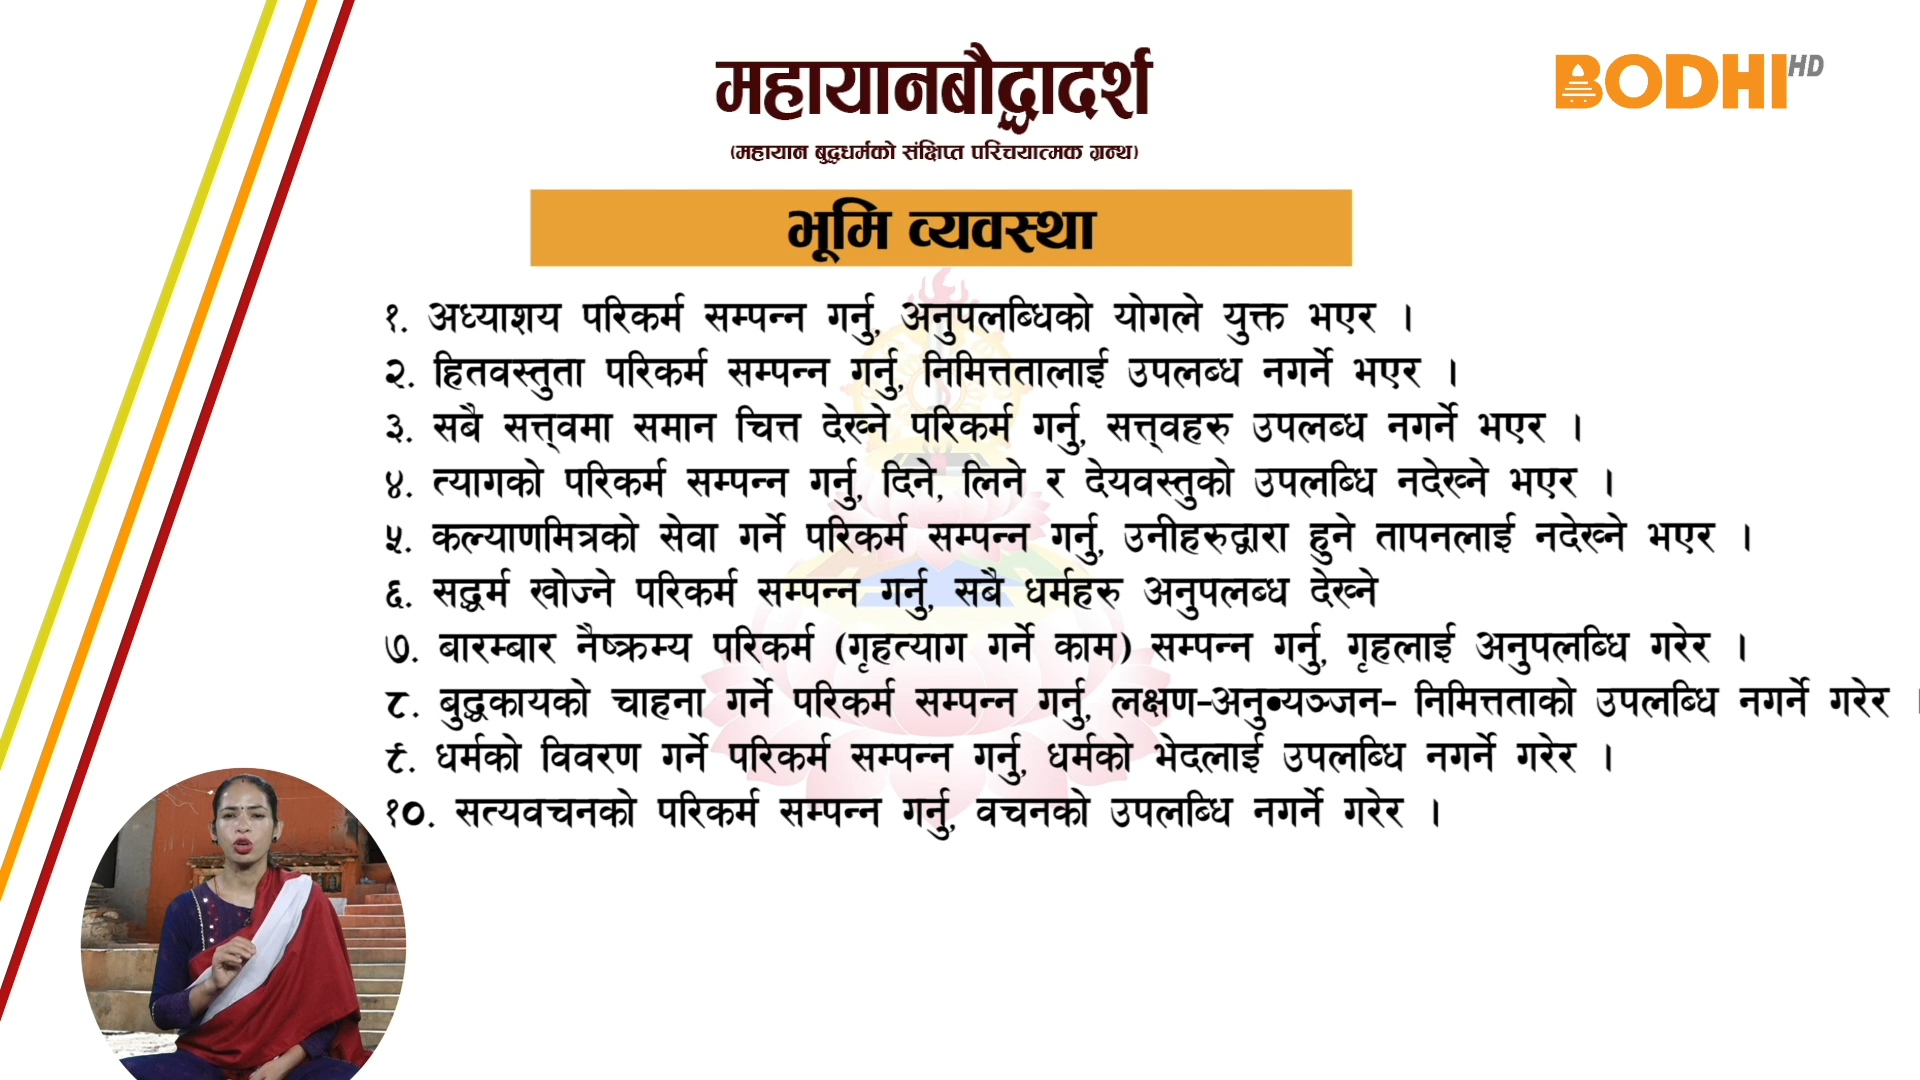 महायानबौद्धादर्श
BODHI HD
(महायान बुद्धधर्मको संक्षिप्त परिचयात्मक ग्रन्थ)
भूमि व्यवस्था
१. अध्याशय परिकर्म सम्पन्न गर्नु, अनुपलब्धिको योगले युक्त भएर ।
२. हितवस्तुता परिकर्म सम्पन्न गर्नु, निमित्ततालाई उपलब्ध नगर्ने भएर ।
३. सबै सत्त्वमा समान चित्त देख्ने परिकर्म गर्नु, सत्त्वहरु उपलब्ध नगर्ने भएर ।
४. त्यागको परिकर्म सम्पन्न गर्नु, दिने, लिने र देयवस्तुको उपलब्धि नदेख्ने भएर ।
५. कल्याणमित्रको सेवा गर्ने परिकर्म सम्पन्न गर्नु, उनीहरुद्वारा हुने तापनलाई नदेख्ने भएर ।
६. सद्धर्म खोज्ने परिकर्म सम्पन्न गर्नु, सबै धर्महरु अनुपलब्ध देख्ने
७. बारम्बार नैष्क्रम्य परिकर्म (गृहत्याग गर्ने काम) सम्पन्न गर्नु, गृहलाई अनुपलब्धि गरेर ।
८. बुद्धकायको चाहना गर्ने परिकर्म सम्पन्न गर्नु, लक्षण-अनुव्यञ्जन- निमित्तताको उपलब्धि नगर्ने गरेर ।
९. धर्मको विवरण गर्ने परिकर्म सम्पन्न गर्नु, धर्मको भेदलाई उपलब्धि नगर्ने गरेर ।
१०. सत्यवचनको परिकर्म सम्पन्न गर्नु, वचनको उपलब्धि नगर्ने गरेर ।